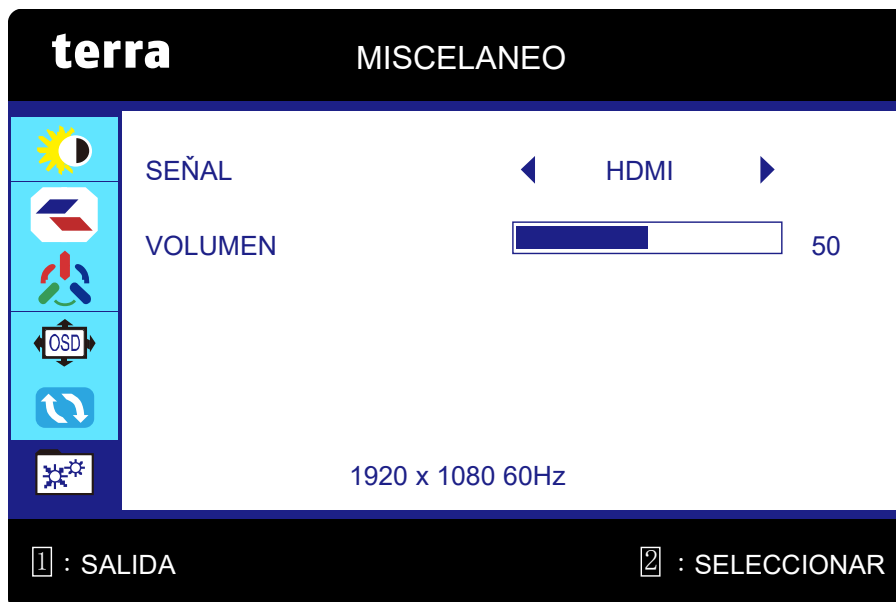 terra MISCELANEO
SEŇAL HDMI
VOLUMEN 50
OSD
1920 x 1080 60Hz
1 : SALIDA 2 : SELECCIONAR